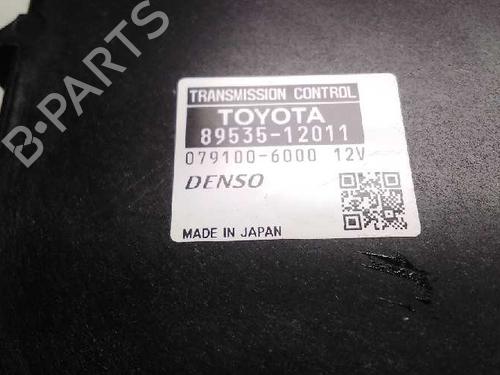 B-PARTS
TRANSMISSION CONTROL
TOYOTA
89535-12011
079100-6000 12V
DENSO
MADE IN JAPAN